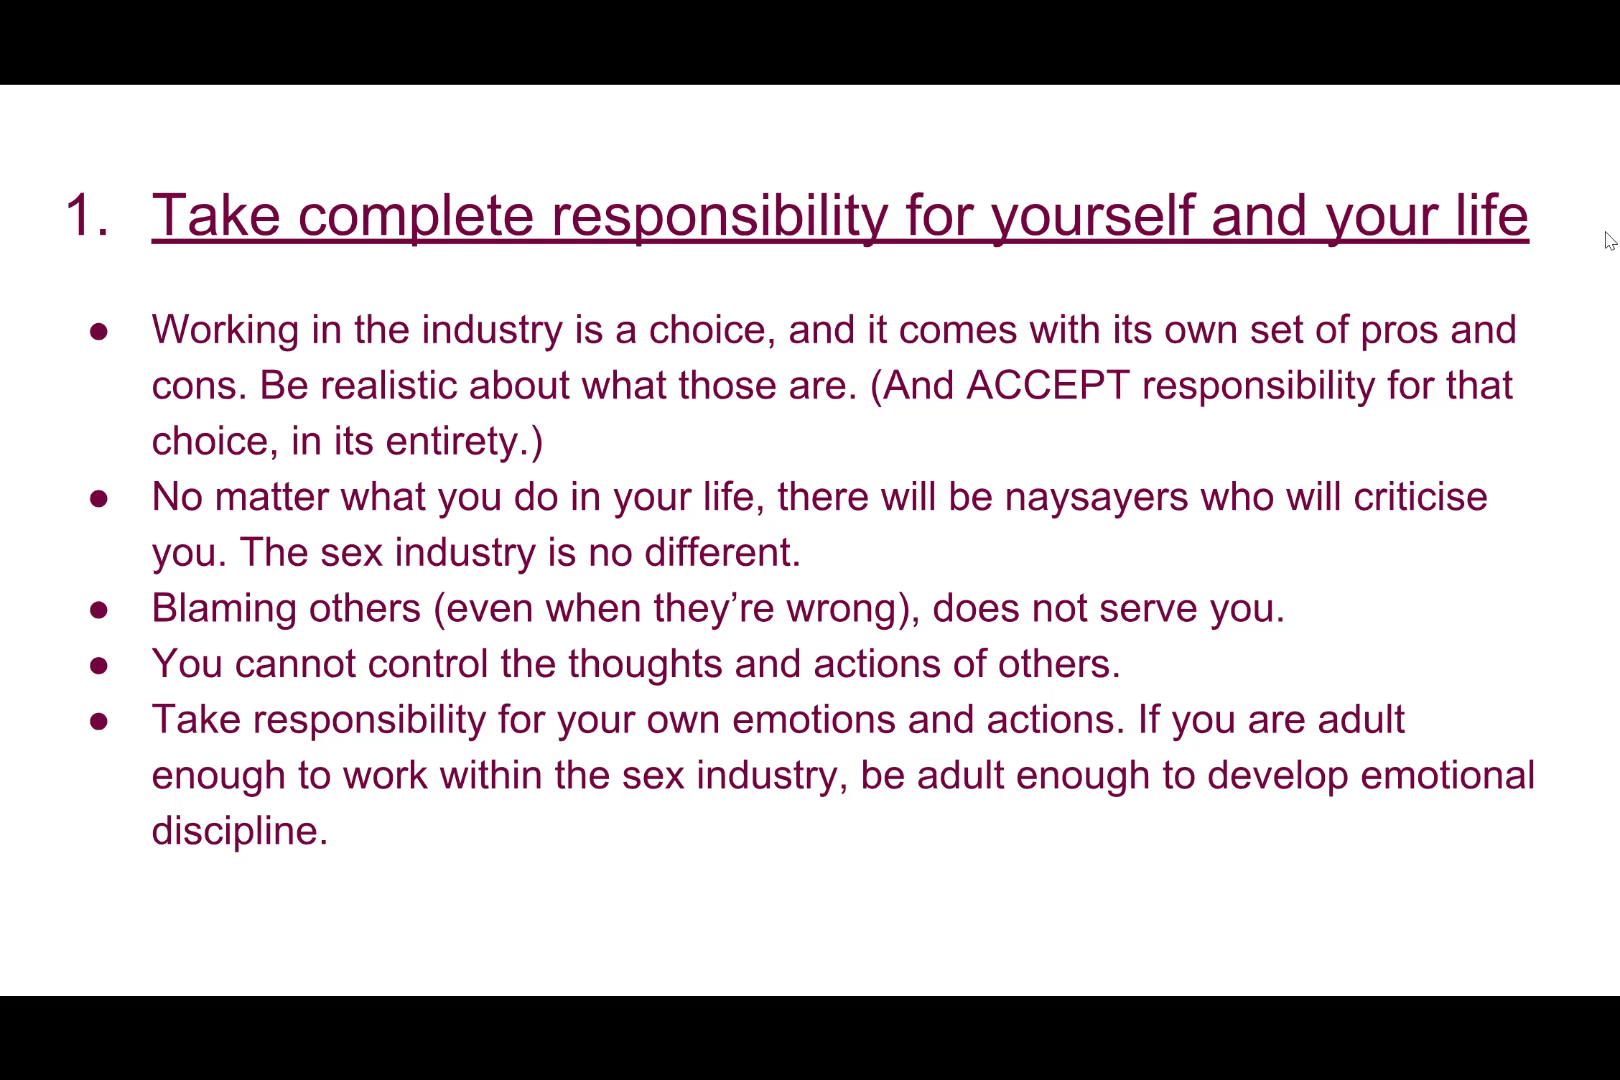 1. Take complete responsibility for yourself and your life
● Working in the industry is a choice, and it comes with its own set of pros and
cons. Be realistic about what those are. (And ACCEPT responsibility for that
choice, in its entirety.)
● No matter what you do in your life, there will be naysayers who will criticise
you. The sex industry is no different.
● Blaming others (even when they’re wrong), does not serve you.
● You cannot control the thoughts and actions of others.
● Take responsibility for your own emotions and actions. If you are adult
enough to work within the sex industry, be adult enough to develop emotional
discipline.